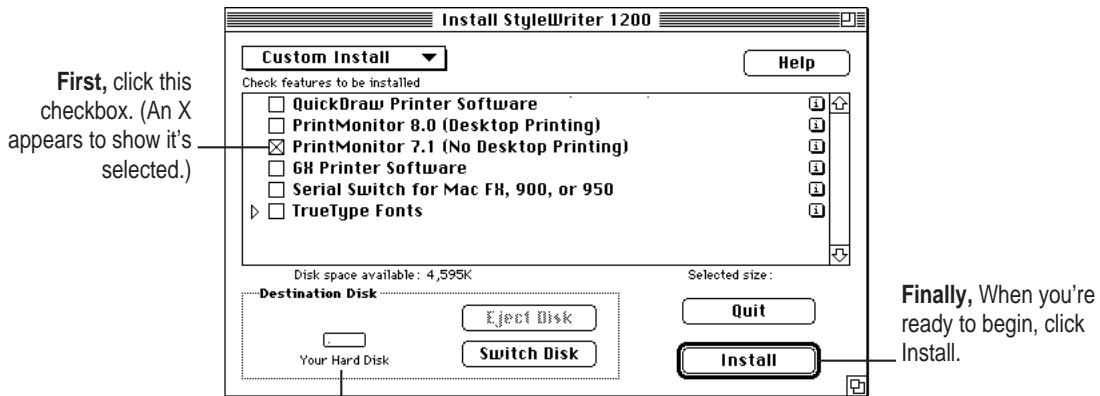 Install StyleWriter 1200
Custom Install
Help
Check features to be installed
QuickDraw Printer Software
PrintMonitor 8.0 (Desktop Printing)
PrintMonitor 7.1 (No Desktop Printing)
GX Printer Software
Serial Switch for Mac FX, 900, or 950
TrueType Fonts
Disk space available: 4,595K
Selected size:
Destination Disk
Eject Disk
Your Hard Disk
Switch Disk
Quit
Install
First, click this
checkbox. (An X
appears to show it's
selected.)
Finally, When you're
ready to begin, click
Install.